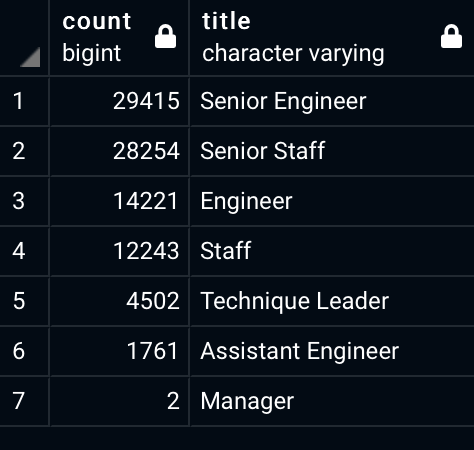 count title
bigint character varying
1 29415 Senior Engineer
2 28254 Senior Staff
3 14221 Engineer
4 12243 Staff
5 4502 Technique Leader
6 1761 Assistant Engineer
7 2 Manager